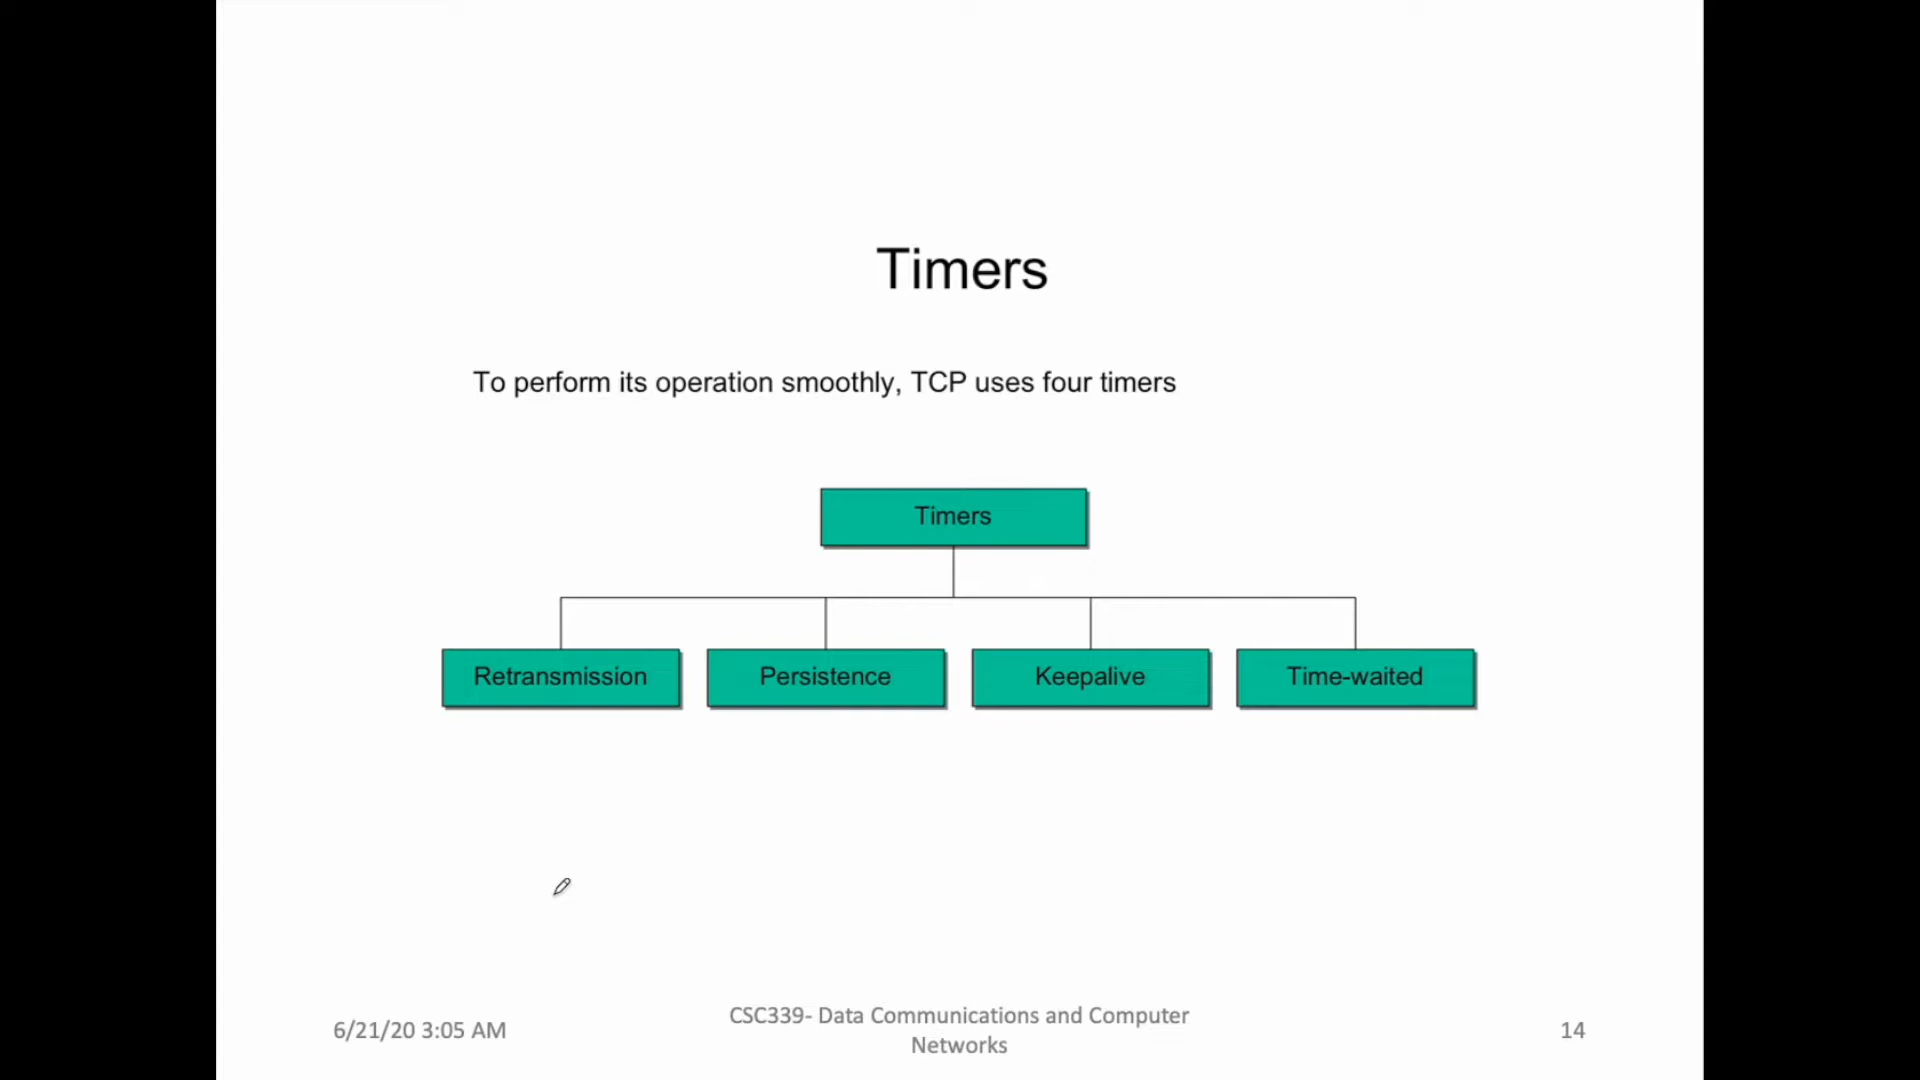 Timers
To perform its operation smoothly, TCP uses four timers
Timers
Retransmission
Persistence
Keepalive
Time-waited
6/21/20 3:05 AM
CSC339- Data Communications and Computer
Networks
14